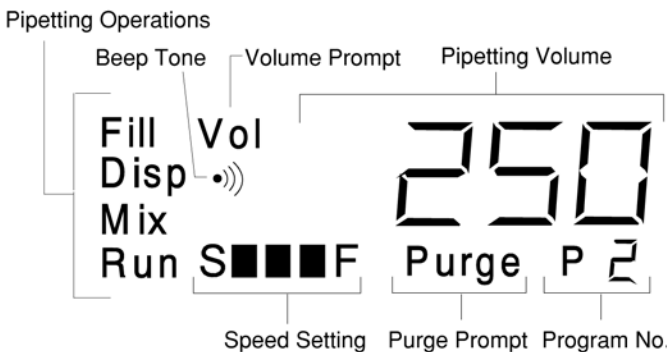 Pipetting Operations
Beep Tone Volume Prompt Pipetting Volume
Fill Vol 250
Disp
Mix
Run S F Purge P 2
Speed Setting Purge Prompt Program No.